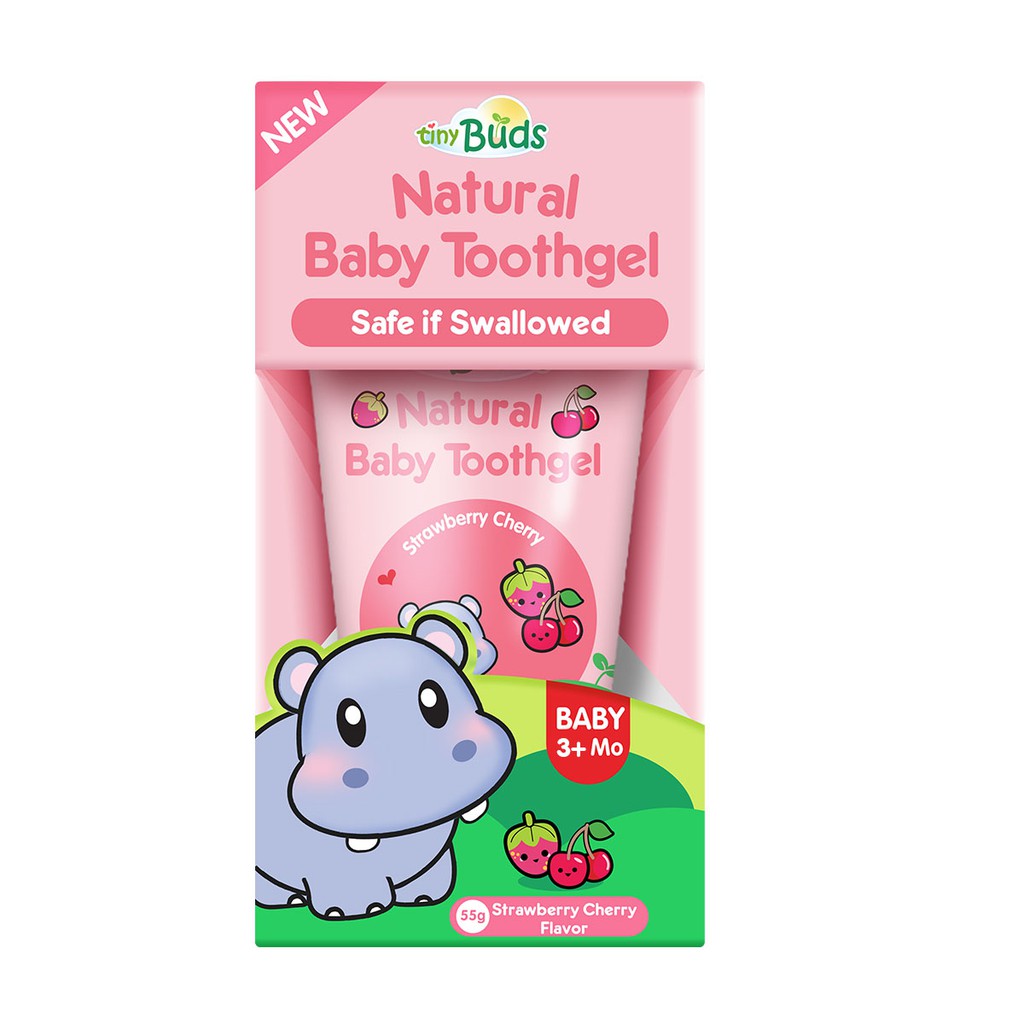 NEW
tiny Buds
Natural
Baby Toothgel
Safe if Swallowed
Natural
Baby Toothgel
Strawberry Cherry
BABY
3+ Mo
55g
Strawberry Cherry
Flavor